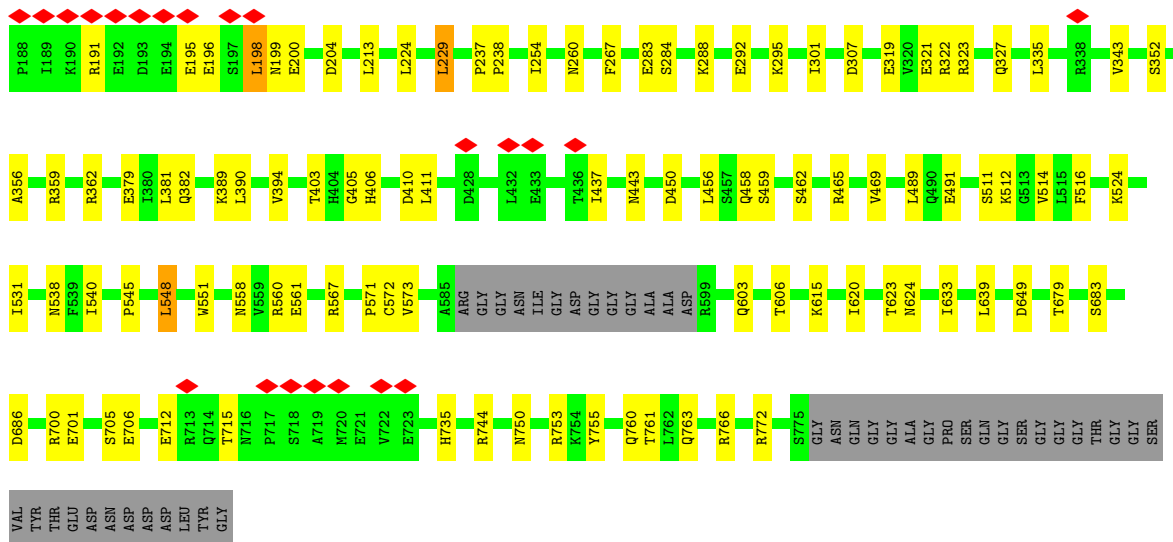 P188 I189 K190 R191 E192 D193 E194 E195 E196 S197 L198 N199 E200 D204 L213 L224 L229 P237 P238 I254 N260 F267 E283 S284 K288 E292 K295 I301 D307 E319 V320 E321 R322 R323 Q327 L335 R338 V343 S352
A356 R359 R362 E379 I380 L381 Q382 K389 L390 V394 T403 H404 G405 H406 D410 L411 D428 L432 E433 T436 I437 N443 D450 L456 S457 Q458 S459 S462 R465 V469 L489 Q490 E491 S511 K512 G513 V514 L515 F516 K524
I531 N538 F539 I540 P545 L548 W551 N558 V559 R560 E561 R567 P571 C572 V573 A585 ARG GLY GLY ASN ILE GLY ASP GLY GLY GLY ALA ALA ASP R599 Q603 T606 K615 I620 T623 N624 I633 L639 D649 T679 S683
D686 R700 E701 S705 E706 E712 R713 Q714 T715 N716 P717 S718 A719 M720 E721 V722 E723 H735 R744 N750 R753 K754 Y755 Q760 T761 L762 Q763 R766 R772 S775 GLY ASN GLN GLY GLY ALA GLY PRO SER GLN GLY SER GLY GLY GLY THR GLY GLY SER
VAL TYR THR GLU ASP ASN ASP ASP ASP LEU TYR GLY